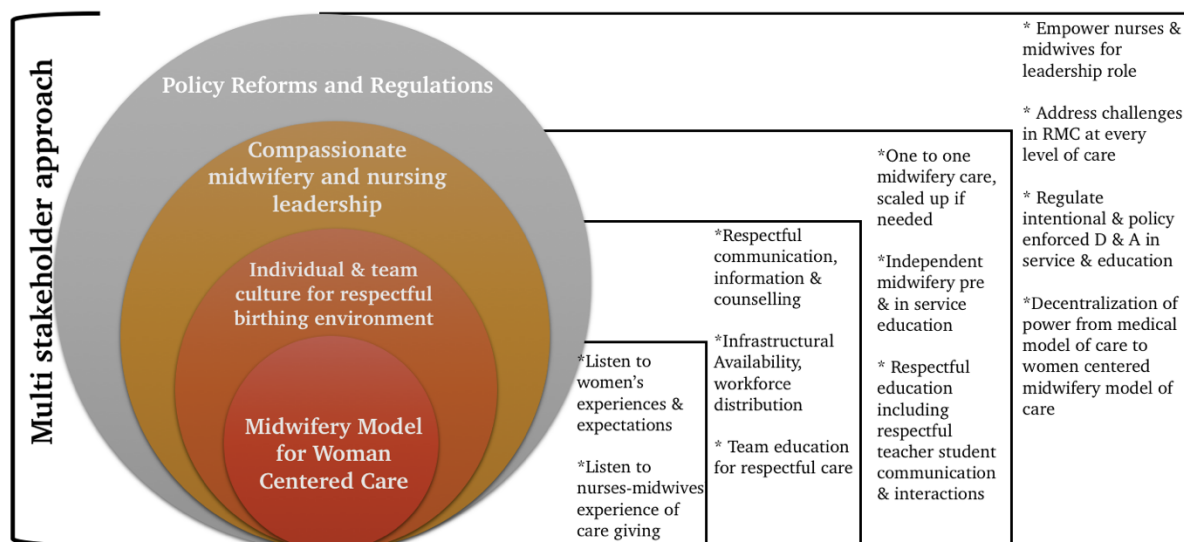 Multi stakeholder approach
Policy Reforms and Regulations
Compassionate
midwifery and nursing
leadership
Individual & team
culture for respectful
birthing environment
Midwifery Model
for Woman
Centered Care
*Listen to
women's
experiences &
expectations
*Listen to
nurses-midwives
experience of
care giving
*Respectful
communication,
information &
counselling
*Infrastructural
Availability,
workforce
distribution
* Team education
for respectful care
*One to one
midwifery care,
scaled up if
needed
*Independent
midwifery pre
& in service
education
* Respectful
education
including
respectful
teacher student
communication
& interactions
* Empower nurses &
midwives for
leadership role
* Address challenges
in RMC at every
level of care
* Regulate
intentional & policy
enforced D & A in
service & education
*Decentralization of
power from medical
model of care to
women centered
midwifery model of
care